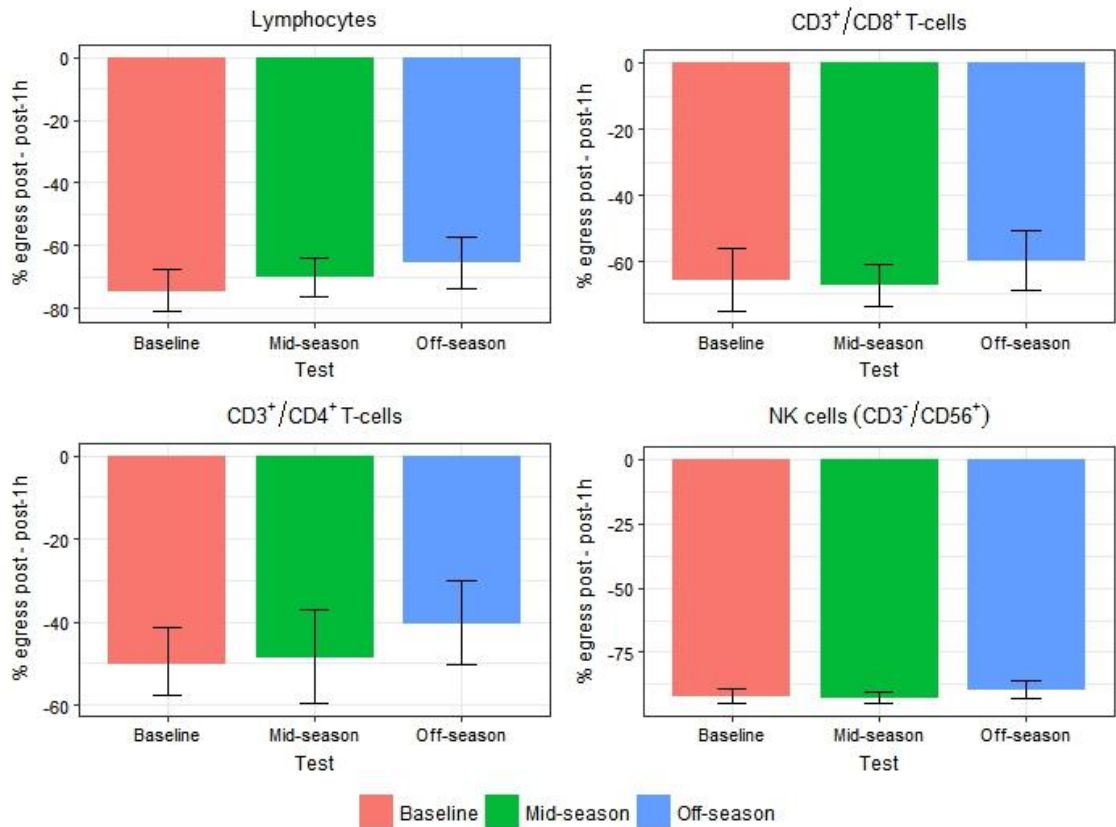 Lymphocytes
% egress post - post-1h
0
-20
-40
-60
-80
Baseline Mid-season Off-season
Test
CD3⁺/CD8⁺ T-cells
% egress post - post-1h
0
-20
-40
-60
Baseline Mid-season Off-season
Test
CD3⁺/CD4⁺ T-cells
% egress post - post-1h
0
-20
-40
-60
Baseline Mid-season Off-season
Test
NK cells (CD3⁻/CD56⁺)
% egress post - post-1h
0
-25
-50
-75
Baseline Mid-season Off-season
Test
Baseline Mid-season Off-season